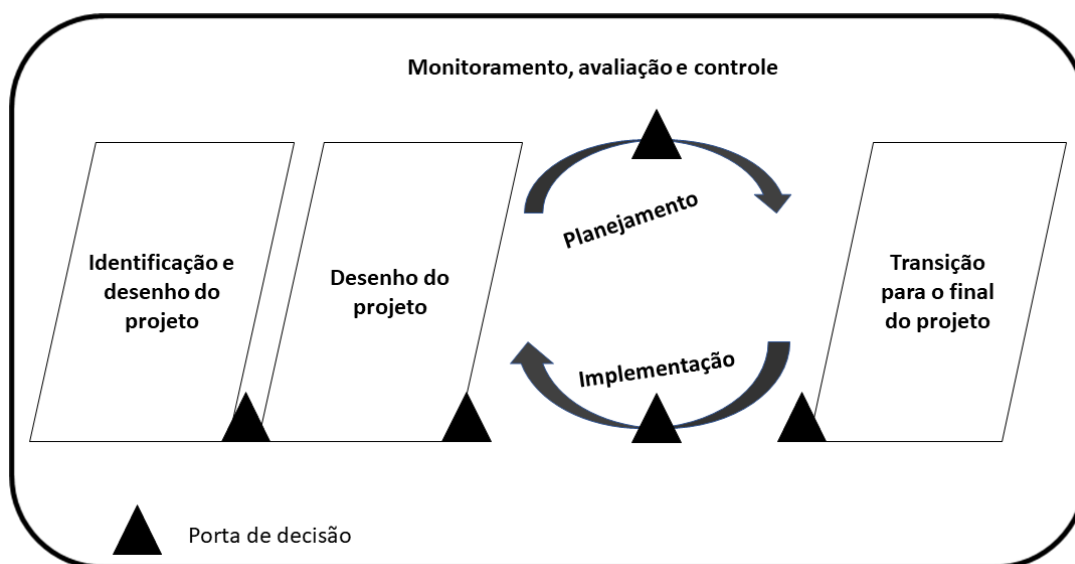 Monitoramento, avaliação e controle
Identificação e
desenho do
projeto
Desenho do
projeto
Planejamento
Implementação
Transição
para o final
do projeto
Porta de decisão